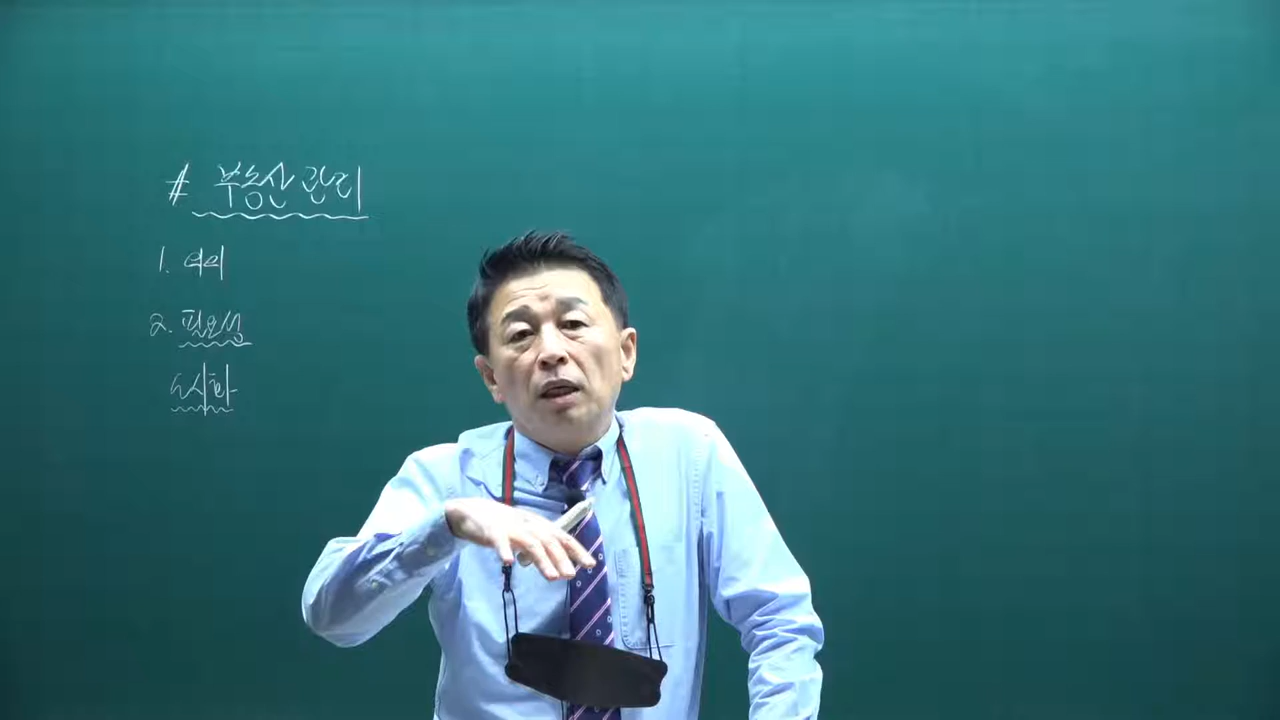 # 부동산 관리
1. 의의
2. 필요성
도시화